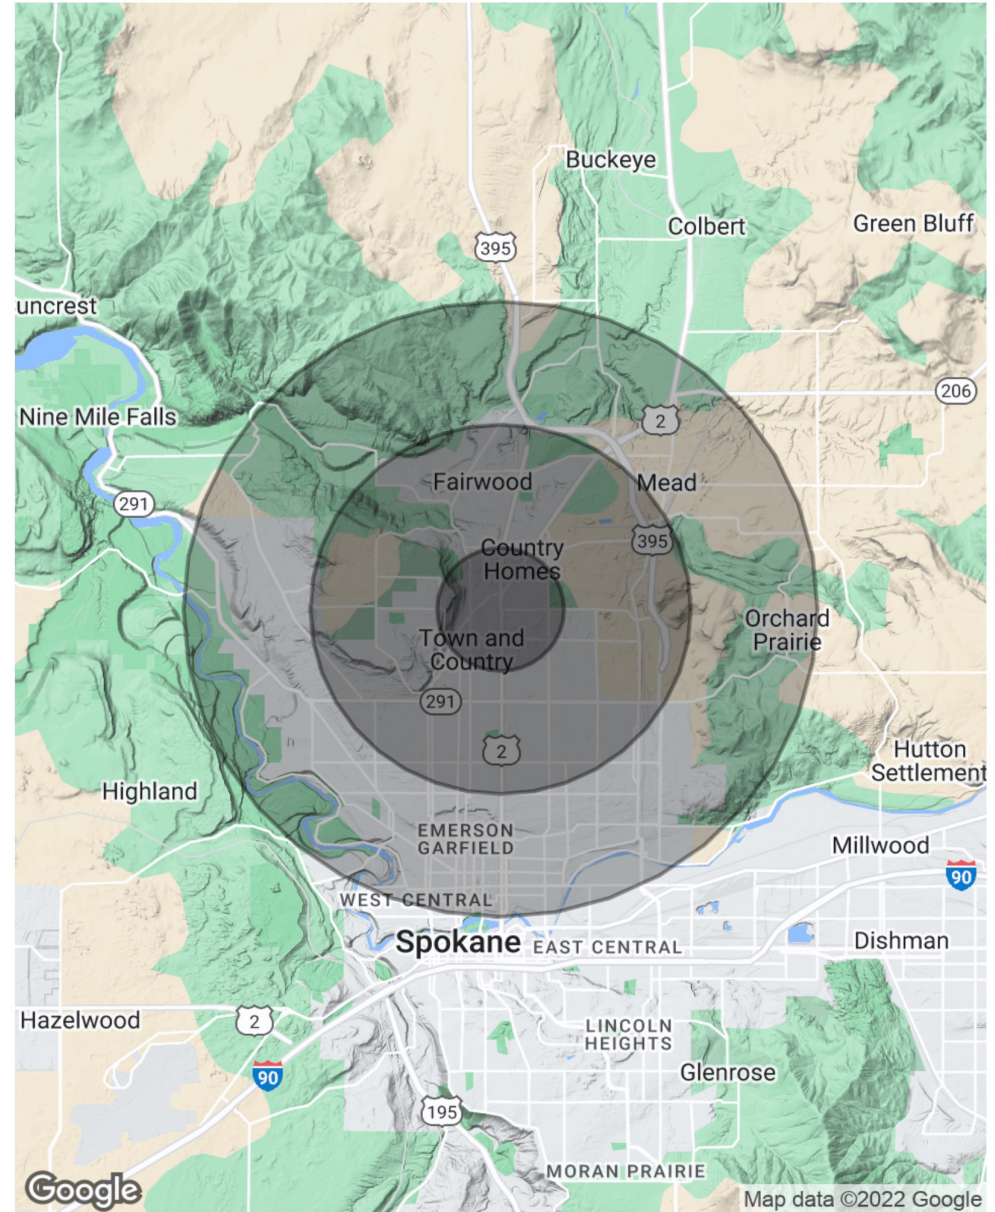 Buckeye
Colbert
Green Bluff
395
uncrest
206
Nine Mile Falls
2
Fairwood
Mead
291
395
Country
Homes
Orchard
Prairie
Town and
Country
291
2
Hutton
Settlement
Highland
EMERSON
GARFIELD
Millwood
90
WEST CENTRAL
Spokane
EAST CENTRAL
Dishman
Hazelwood
2
LINCOLN
HEIGHTS
90
Glenrose
195
MORAN PRAIRIE
Google
Map data ©2022 Google